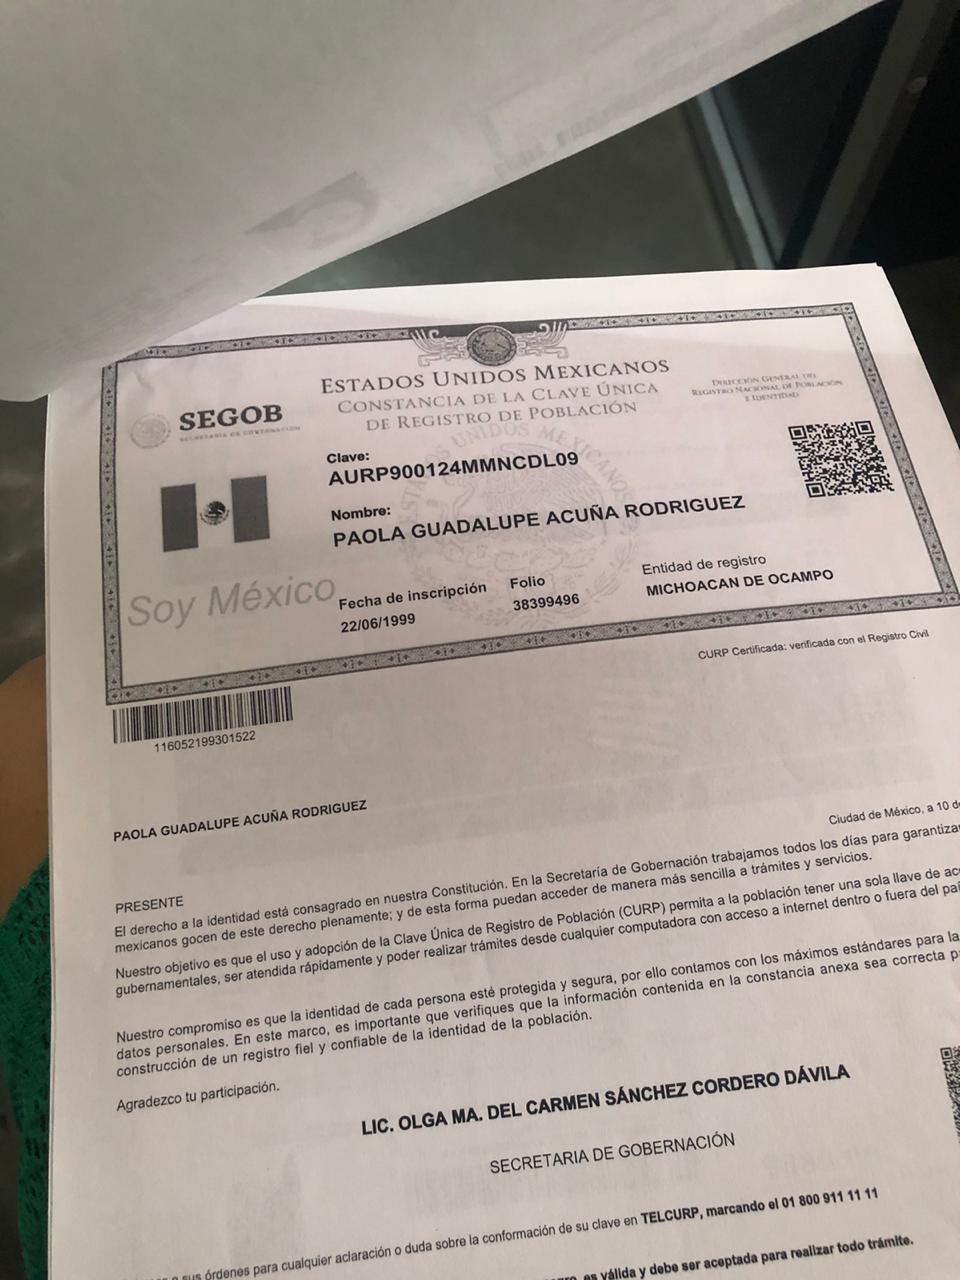 ESTADOS UNIDOS MEXICANOS
CONSTANCIA DE LA CLAVE ÚNICA
DE REGISTRO DE POBLACIÓN
DIRECCIÓN GENERAL DEL
REGISTRO NACIONAL DE POBLACIÓN
E IDENTIDAD
SEGOB
SECRETARÍA DE GOBERNACIÓN
Clave:
AURP900124MMNCDL09
Nombre:
PAOLA GUADALUPE ACUÑA RODRIGUEZ
Soy México
Fecha de inscripción
22/06/1999
Folio
38399496
Entidad de registro
MICHOACAN DE OCAMPO
CURP Certificada: verificada con el Registro Civil
116052199301522
PAOLA GUADALUPE ACUÑA RODRIGUEZ
Ciudad de México, a 10
PRESENTE
El derecho a la identidad está consagrado en nuestra Constitución. En la Secretaría de Gobernación trabajamos todos los días para
mexicanos gocen de este derecho plenamente; y de esta forma puedan acceder de manera más sencilla a trámites y servicios.
Nuestro objetivo es que el uso y adopción de la Clave Única de Registro de Población (CURP) permita a la población tener una sola llave de
gubernamentales, ser atendida rápidamente y poder realizar trámites desde cualquier computadora con acceso a internet dentro o fuera del
Nuestro compromiso es que la identidad de cada persona esté protegida y segura, por ello contamos con los máximos estándares para la
datos personales. En este marco, es importante que verifiques que la información contenida en la constancia anexa sea correcta
construcción de un registro fiel y confiable de la identidad de la población.
Agradezco tu participación.
LIC. OLGA MA. DEL CARMEN SÁNCHEZ CORDERO DÁVILA
SECRETARIA DE GOBERNACIÓN
a sus órdenes para cualquier aclaración o duda sobre la conformación de su clave en TELCURP, marcando el 01 800 911 11 11
es válida y debe ser aceptada para realizar todo trámite.